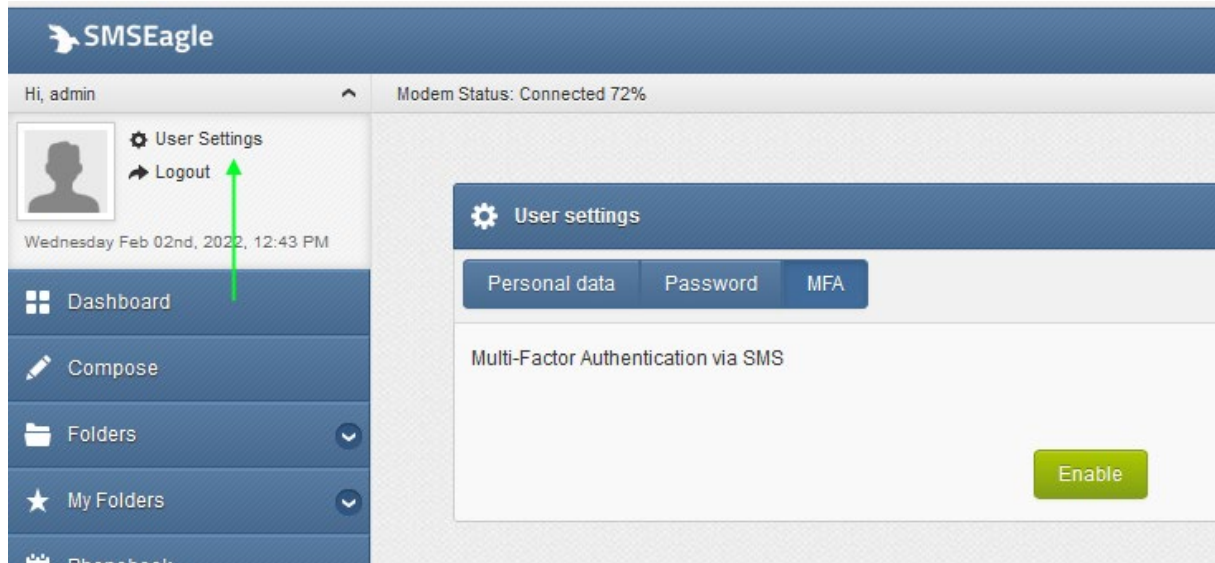 SMSEagle
Hi, admin
Modem Status: Connected 72%
User Settings
Logout
Wednesday Feb 02nd, 2022, 12:43 PM
Dashboard
Compose
Folders
My Folders
Phonebook
User settings
Personal data Password MFA
Multi-Factor Authentication via SMS
Enable